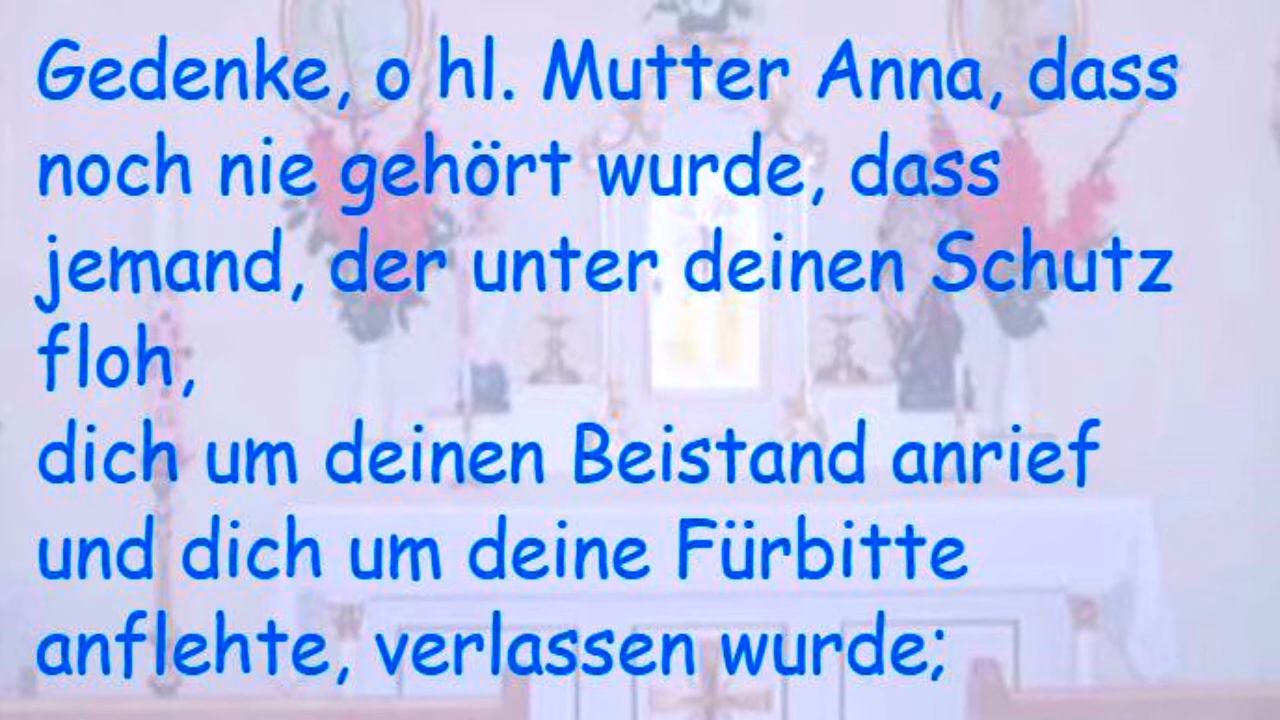 Gedenke, o hl. Mutter Anna, dass
noch nie gehört wurde, dass
jemand, der unter deinen Schutz
floh,
dich um deinen Beistand anrief
und dich um deine Fürbitte
anflehte, verlassen wurde;